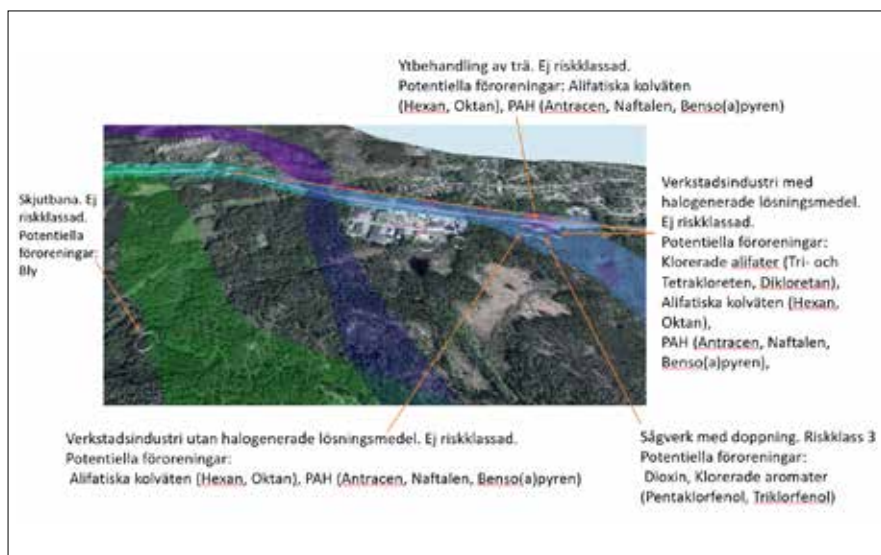 Ytbehandling av trä. Ej riskklassad.
Potentiella föroreningar: Alifatiska kolväten
(Hexan, Oktan), PAH (Antracen, Naftalen, Benso(a)pyren)
Skjutbana. Ej
riskklassad.
Potentiella
föroreningar:
Bly
Verkstadsindustri med
halogenerade lösningsmedel.
Ej riskklassad.
Potentiella föroreningar:
Klorerade alifater (Tri- och
Tetrakloreten, Dikloretan),
Alifatiska kolväten (Hexan,
Oktan),
PAH (Antracen, Naftalen,
Benso(a)pyren),
Verkstadsindustri utan halogenerade lösningsmedel. Ej riskklassad.
Potentiella föroreningar:
Alifatiska kolväten (Hexan, Oktan), PAH (Antracen, Naftalen, Benso(a)pyren)
Sågverk med doppning. Riskklass 3
Potentiella föroreningar:
Dioxin, Klorerade aromater
(Pentaklorfenol, Triklorfenol)